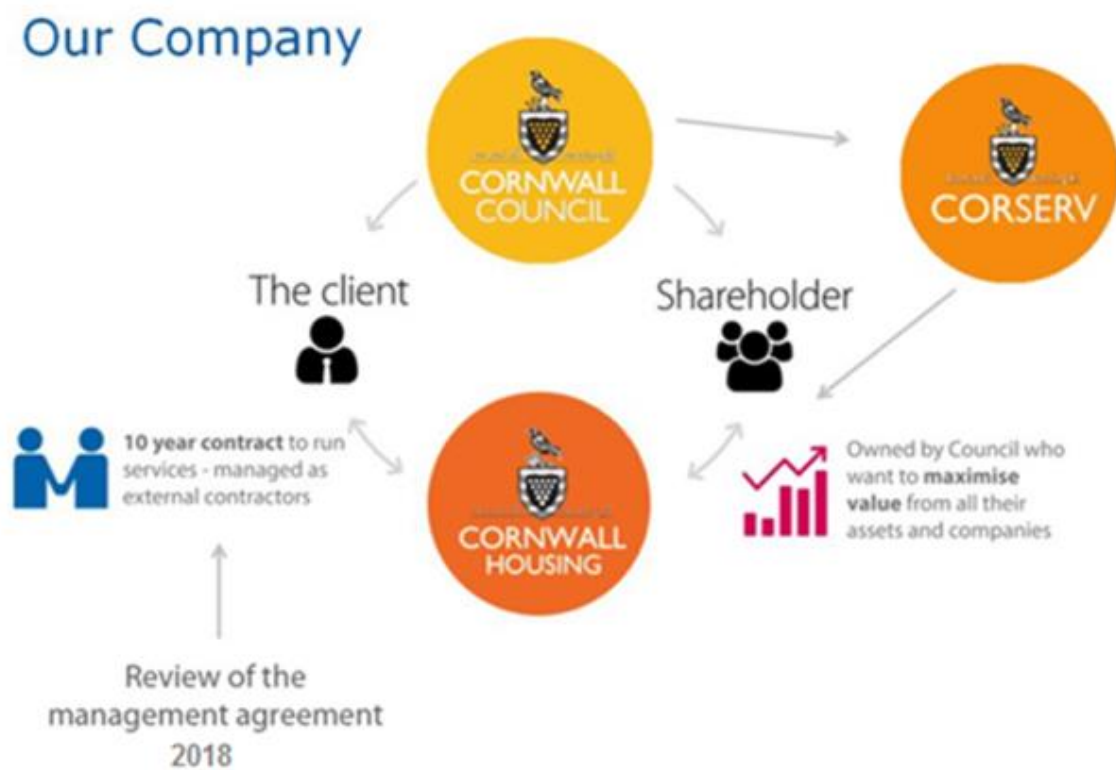 Our Company
CORNWALL
COUNCIL
CORSERV
The client
Shareholder
10 year contract to run
services - managed as
external contractors
CORNWALL
HOUSING
Owned by Council who
want to maximise
value from all their
assets and companies
Review of the
management agreement
2018